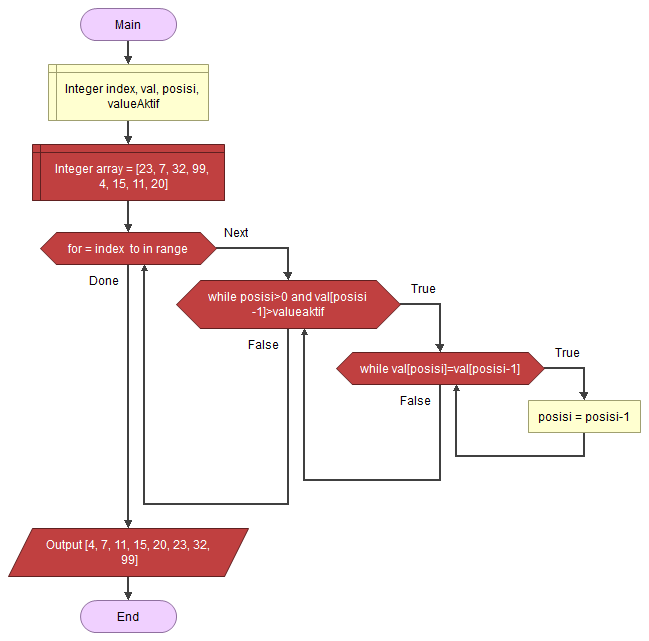 Main
Integer index, val, posisi,
valueAktif
Integer array = [23, 7, 32, 99,
4, 15, 11, 20]
for = index to in range
Next
Done
while posisi>0 and val[posisi
-1]>valueaktif
True
False
while val[posisi]=val[posisi-1]
True
False
posisi = posisi-1
Output [4, 7, 11, 15, 20, 23, 32,
99]
End